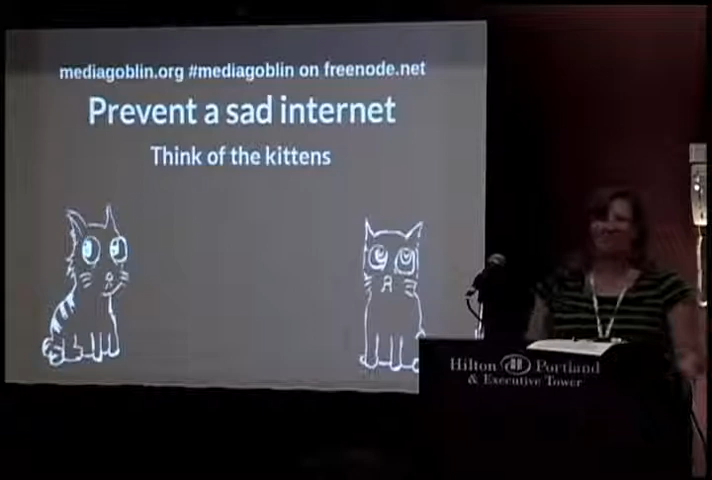 mediagoblin.org #mediagoblin on freenode.net
Prevent a sad internet
Think of the kittens
Hilton Portland
& Executive Tower